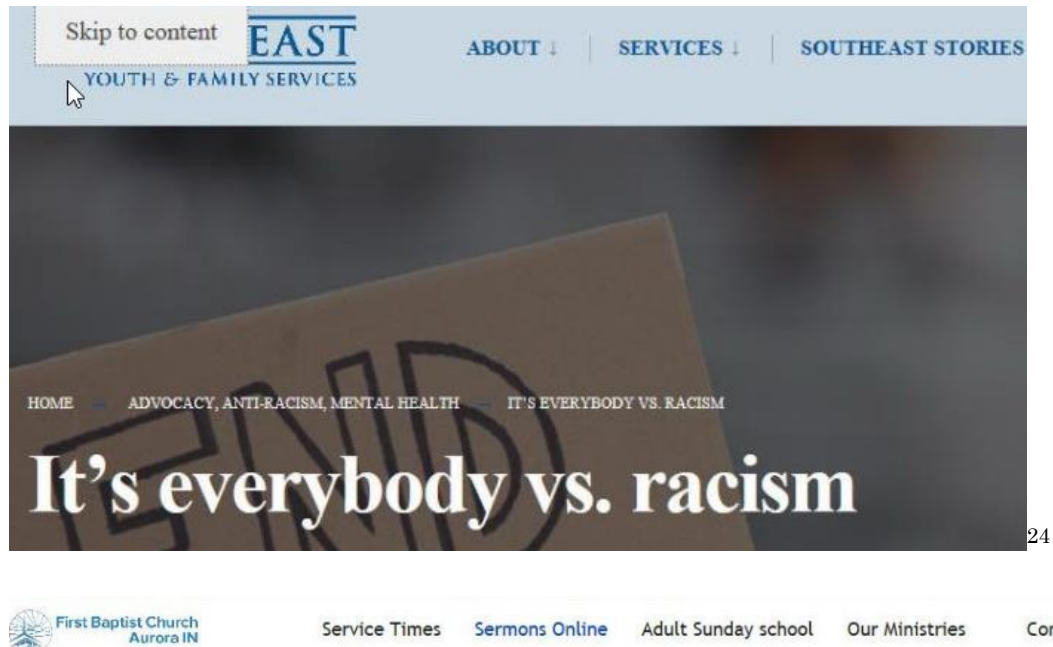 Skip to content
EAST
YOUTH & FAMILY SERVICES
ABOUT ↓ SERVICES ↓ SOUTHEAST STORIES
END
HOME — ADVOCACY, ANTI-RACISM, MENTAL HEALTH — IT'S EVERYBODY VS. RACISM
It's everybody vs. racism
24
First Baptist Church
Aurora IN
Service Times Sermons Online Adult Sunday school Our Ministries